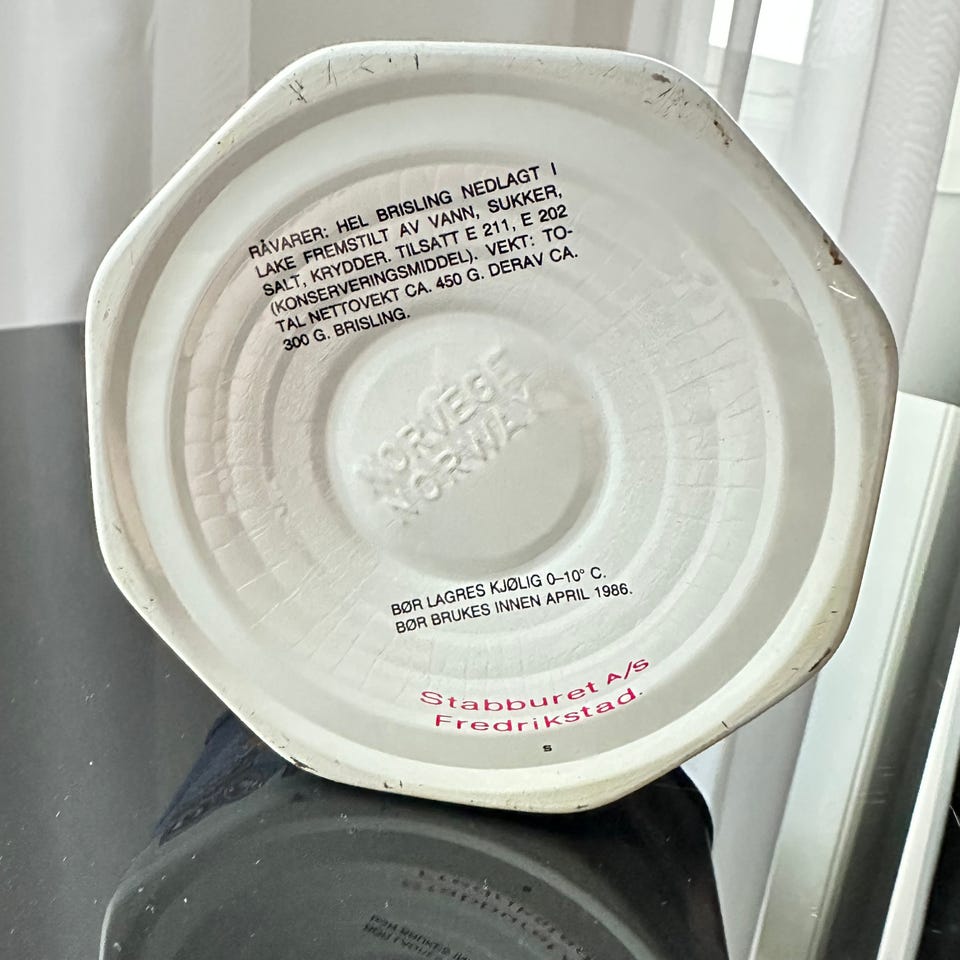 RÅVARER: HEL BRISLING NEDLAGT I
LAKE FREMSTILT AV VANN, SUKKER,
SALT, KRYDDER. TILSATT E 211, E 202
(KONSERVERINGSMIDDEL). VEKT: TO-
TAL NETTOVEKT CA. 450 G. DERAV CA.
300 G. BRISLING.
NORVEGE
NORWAY
BØR LAGRES KJØLIG 0–10° C.
BØR BRUKES INNEN APRIL 1986.
Stabburet A/S
Fredrikstad.
s